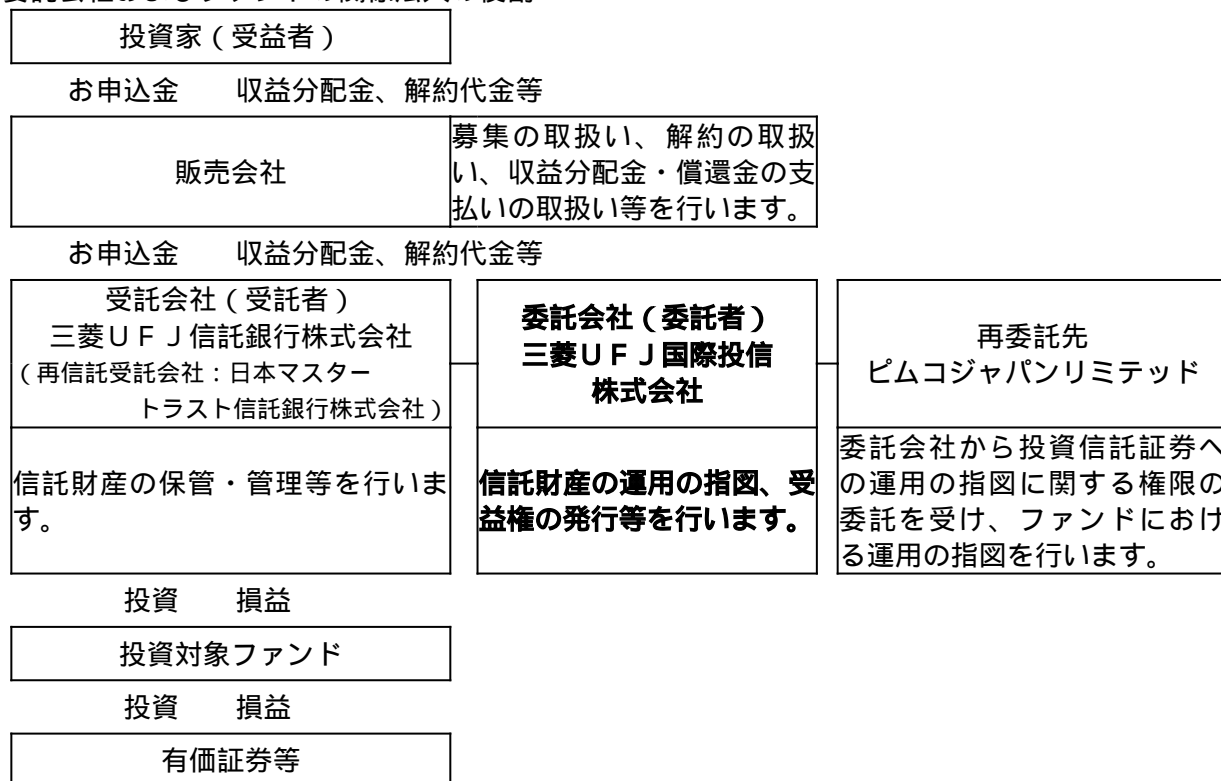 投資家(受益者)
お申込金 収益分配金、解約代金等
販売会社
募集の取扱い、解約の取扱
い、収益分配金・償還金の支
払いの取扱い等を行います。
お申込金 収益分配金、解約代金等
受託会社(受託者)
三菱UFJ信託銀行株式会社
(再信託受託会社:日本マスター
トラスト信託銀行株式会社)
委託会社(委託者)
三菱UFJ国際投信
株式会社
再委託先
ピムコジャパンリミテッド
信託財産の保管・管理等を行いま
す。
信託財産の運用の指図、受
益権の発行等を行います。
委託会社から投資信託証券へ
の運用の指図に関する権限の
委託を受け、ファンドにおけ
る運用の指図を行います。
投資 損益
投資対象ファンド
投資 損益
有価証券等